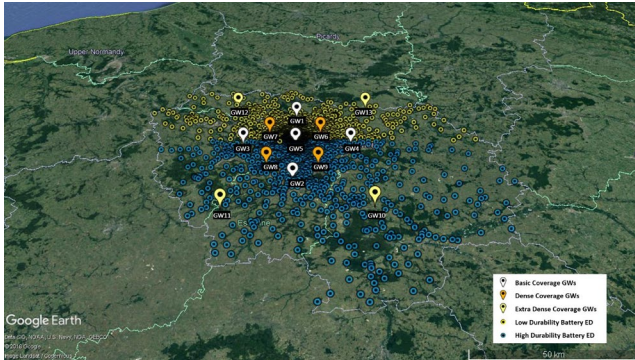 Upper Normandy
Picardy
GW12
GW13
GW1
GW7
GW6
GW3
GW5
GW4
GW8
GW9
GW2
GW11
GW10
Basic Coverage GWs
Dense Coverage GWs
Extra Dense Coverage GWs
Low Durability Battery ED
High Durability Battery ED
Google Earth
50 km